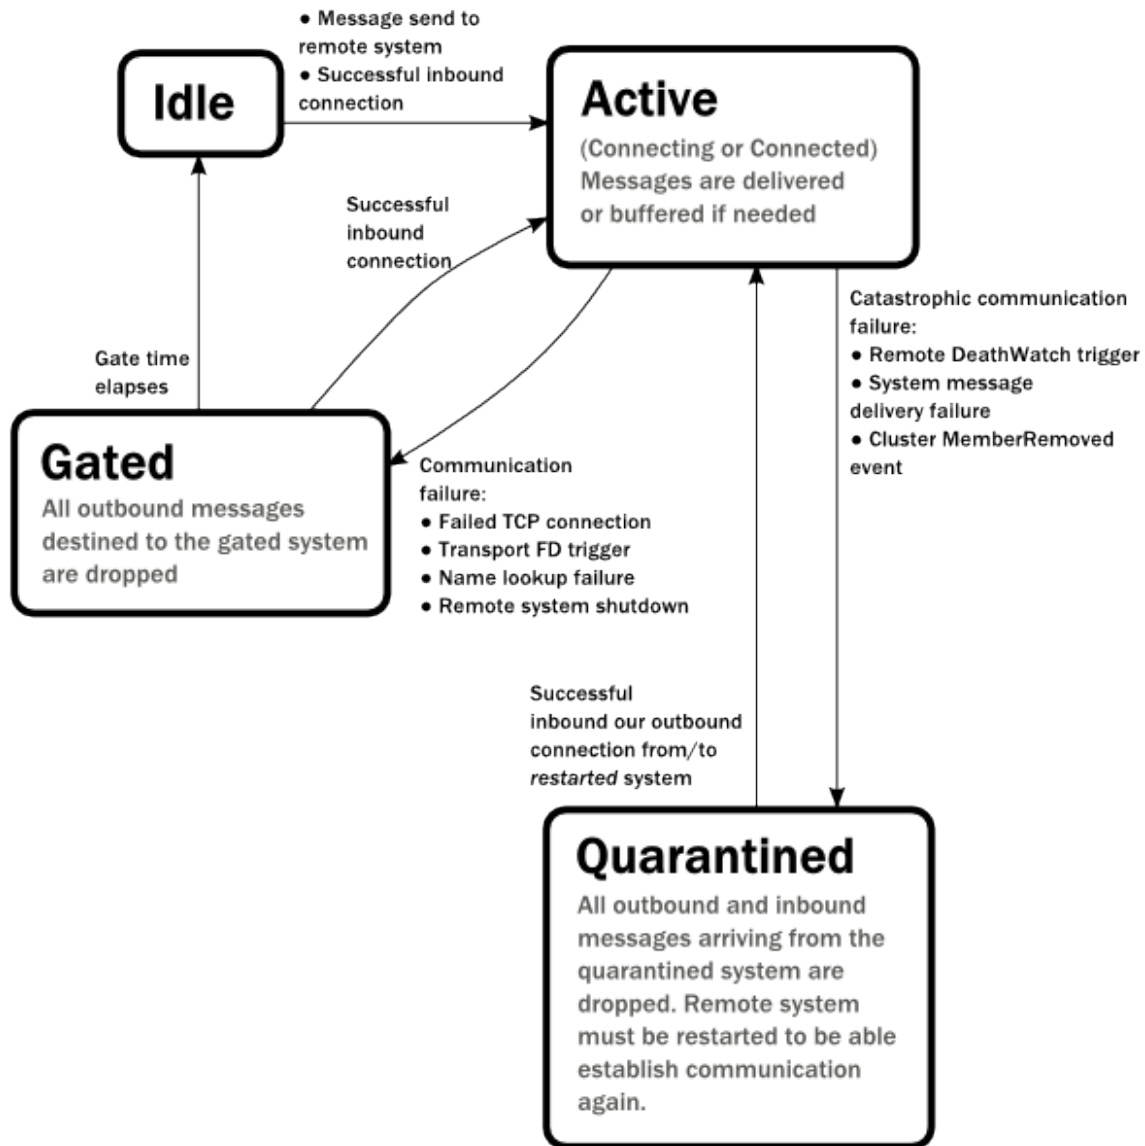 ● Message send to
remote system
● Successful inbound
connection
Idle
Active
(Connecting or Connected)
Messages are delivered
or buffered if needed
Successful
inbound
connection
Gate time
elapses
Catastrophic communication
failure:
● Remote DeathWatch trigger
● System message
delivery failure
● Cluster MemberRemoved
event
Gated
All outbound messages
destined to the gated system
are dropped
Communication
failure:
● Failed TCP connection
● Transport FD trigger
● Name lookup failure
● Remote system shutdown
Successful
inbound our outbound
connection from/to
restarted system
Quarantined
All outbound and inbound
messages arriving from the
quarantined system are
dropped. Remote system
must be restarted to be able
establish communication
again.